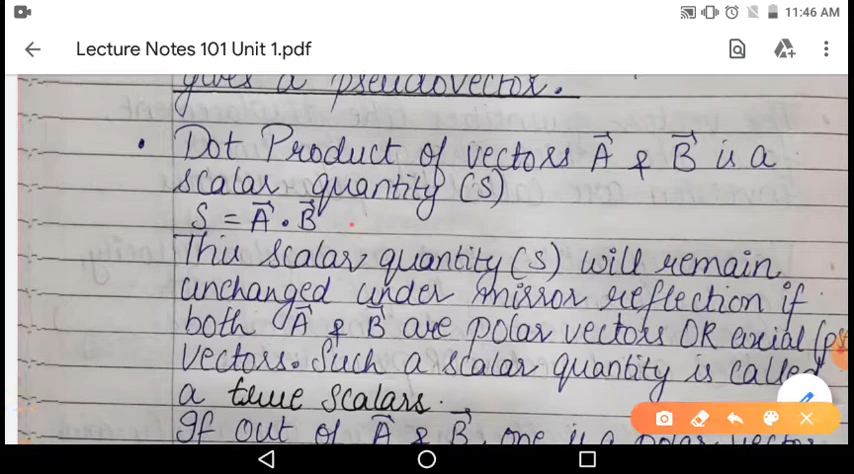 11:46 AM
Lecture Notes 101 Unit 1.pdf
gives a pseudovector.
• Dot Product of vectors A⃗ & B⃗ is a
scalar quantity (S)
S = A⃗ . B⃗
This scalar quantity (S) will remain
unchanged under mirror reflection if
both A⃗ & B⃗ are polar vectors OR axial (ps
vectors. Such a scalar quantity is called
a true scalars.
If out of A⃗ & B⃗, one is a polar vector